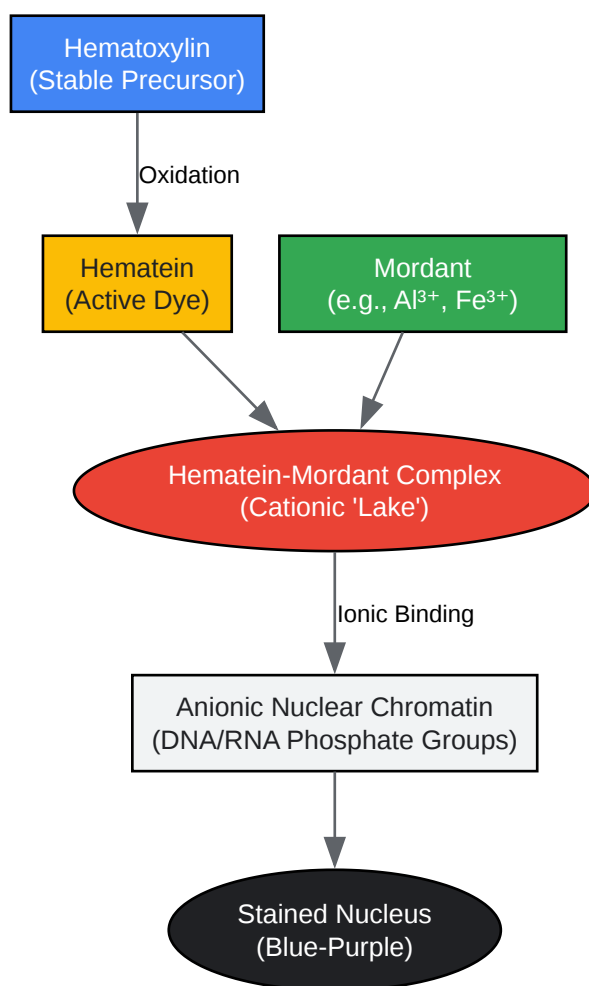 Hematoxylin
(Stable Precursor)
Oxidation
Hematein
(Active Dye)
Mordant
(e.g., Al³⁺, Fe³⁺)
Hematein-Mordant Complex
(Cationic 'Lake')
Ionic Binding
Anionic Nuclear Chromatin
(DNA/RNA Phosphate Groups)
Stained Nucleus
(Blue-Purple)